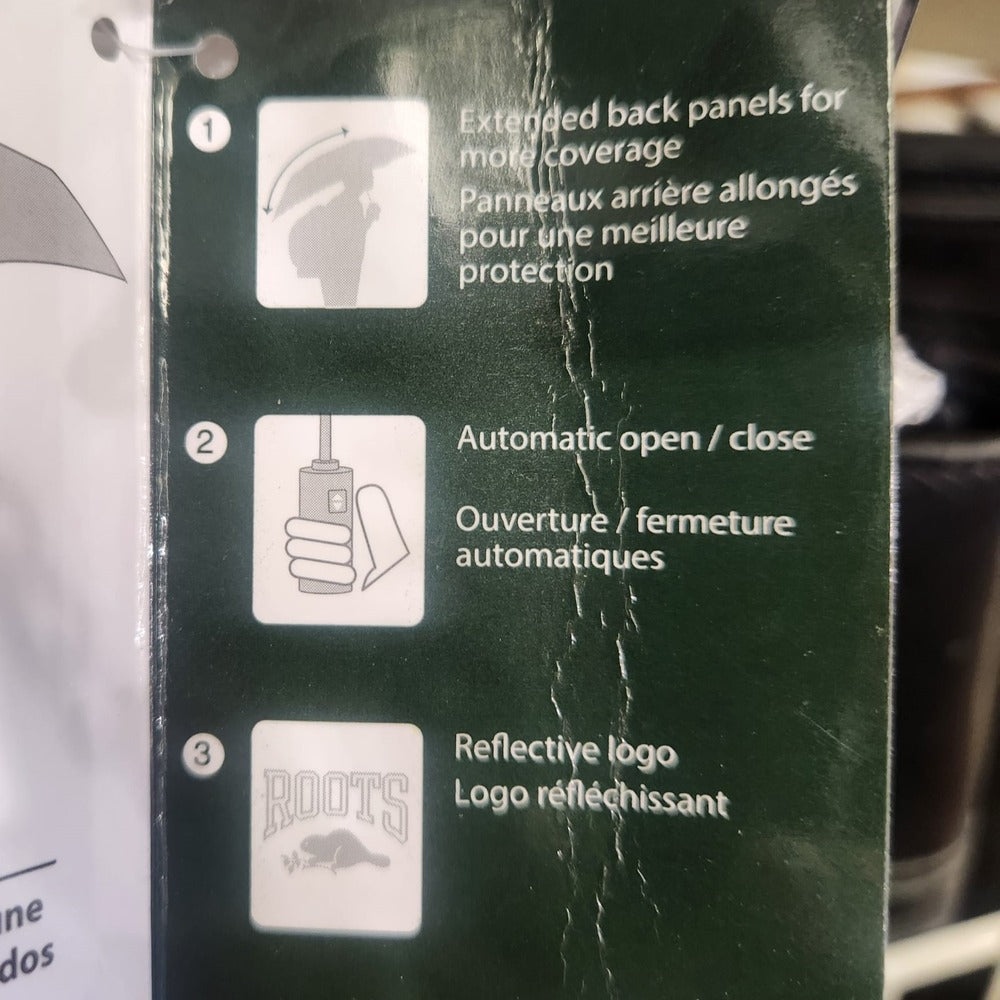 1
Extended back panels for
more coverage
Panneaux arrière allongés
pour une meilleure
protection
2
Automatic open / close
Ouverture / fermeture
automatiques
3
ROOTS
Reflective logo
Logo réfléchissant
dos